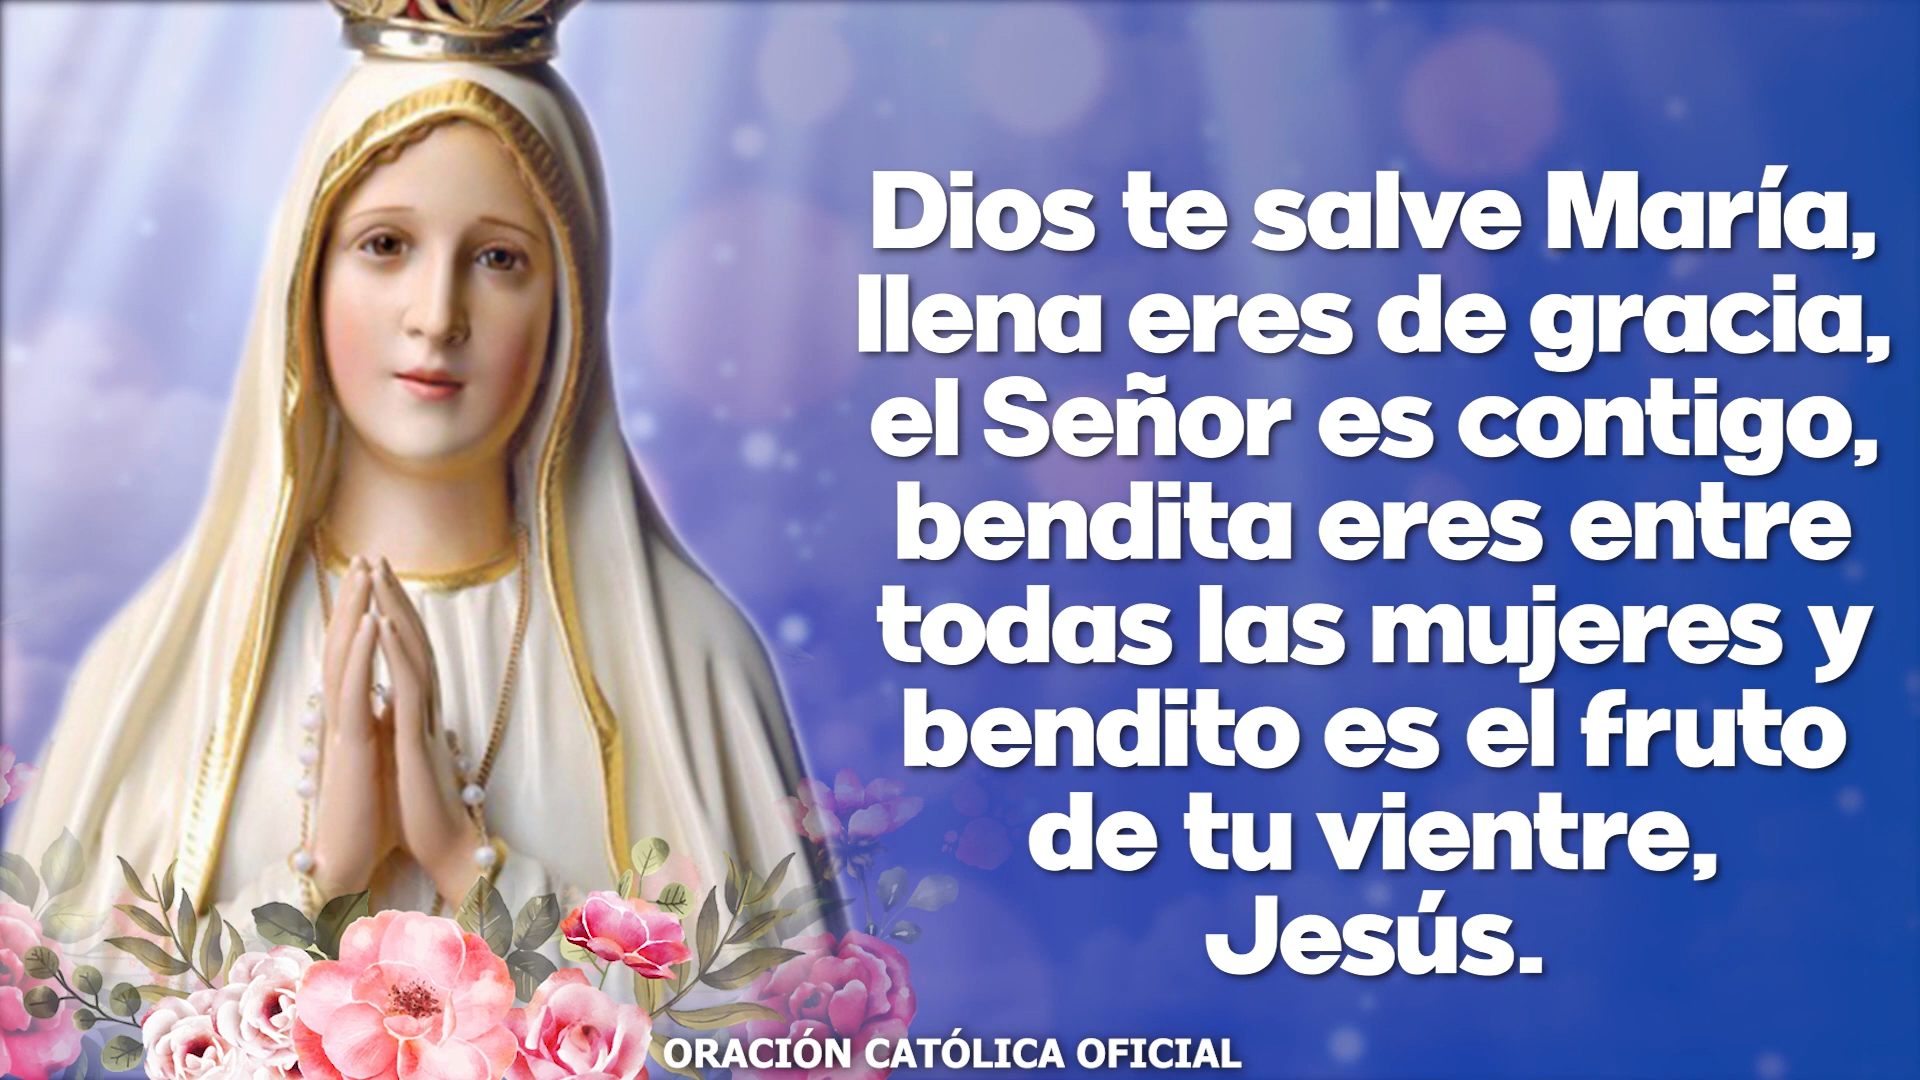 Dios te salve María,
llena eres de gracia,
el Señor es contigo,
bendita eres entre
todas las mujeres y
bendito es el fruto
de tu vientre,
Jesús.
ORACIÓN CATÓLICA OFICIAL